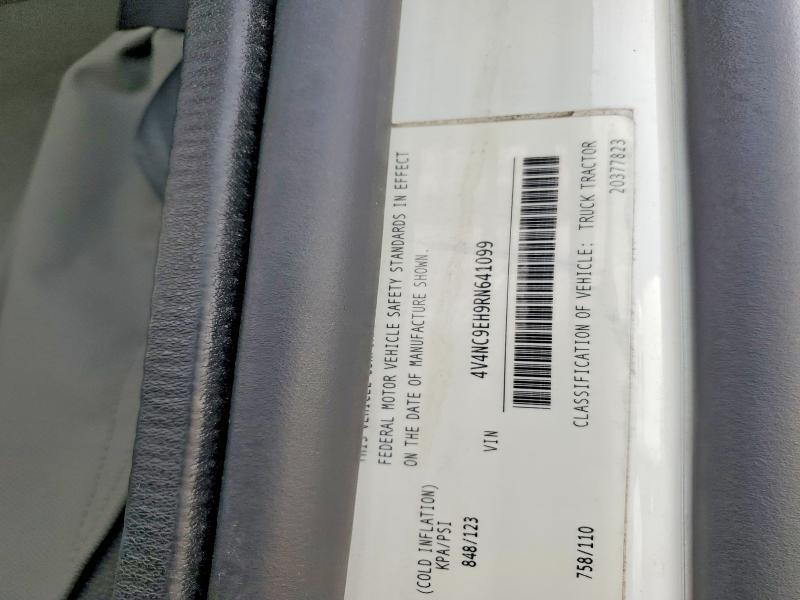 VEHICLE
FEDERAL MOTOR VEHICLE SAFETY STANDARDS IN EFFECT
ON THE DATE OF MANUFACTURE SHOWN.
(COLD INFLATION)
KPA/PSI
848/123
VIN 4V4NC9EH9RN641099
758/110
CLASSIFICATION OF VEHICLE: TRUCK TRACTOR
20377823